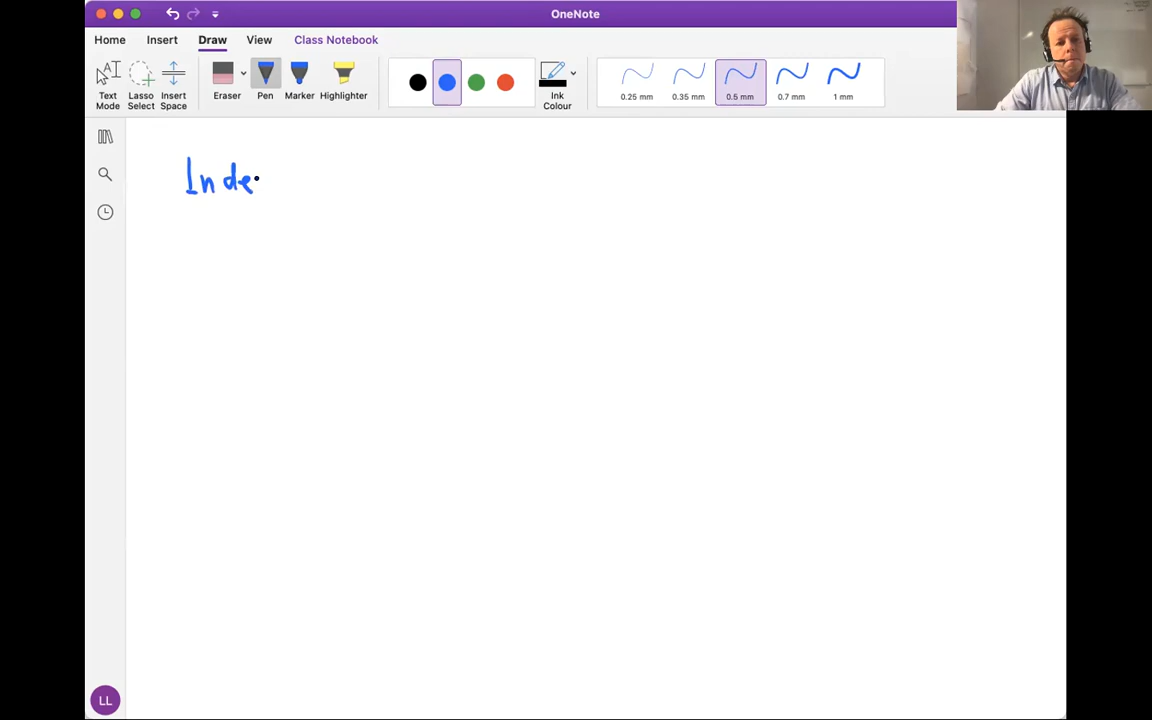 OneNote
Home Insert Draw View Class Notebook
Text Mode
Lasso Select
Insert Space
Eraser
Pen
Marker
Highlighter
Ink Colour
0.25 mm
0.35 mm
0.5 mm
0.7 mm
1 mm
Inde
LL